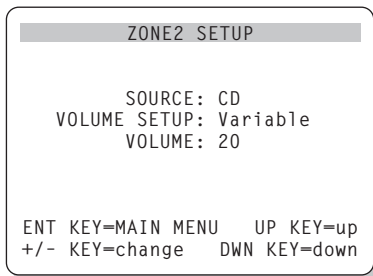 ZONE2 SETUP
SOURCE: CD
VOLUME SETUP: Variable
VOLUME: 20
ENT KEY=MAIN MENU UP KEY=up
+/- KEY=change DWN KEY=down